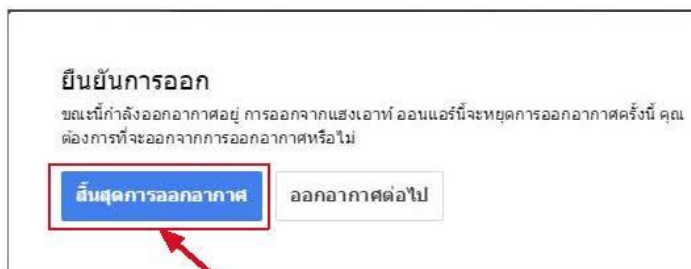 ยืนยันการออก
ขณะนี้กำลังออกอากาศอยู่ การออกจากแฮงเอาท์ ออนแอร์นี้จะหยุดการออกอากาศครั้งนี้ คุณ
ต้องการที่จะออกจากการออกอากาศหรือไม่
สิ้นสุดการออกอากาศ ออกอากาศต่อไป